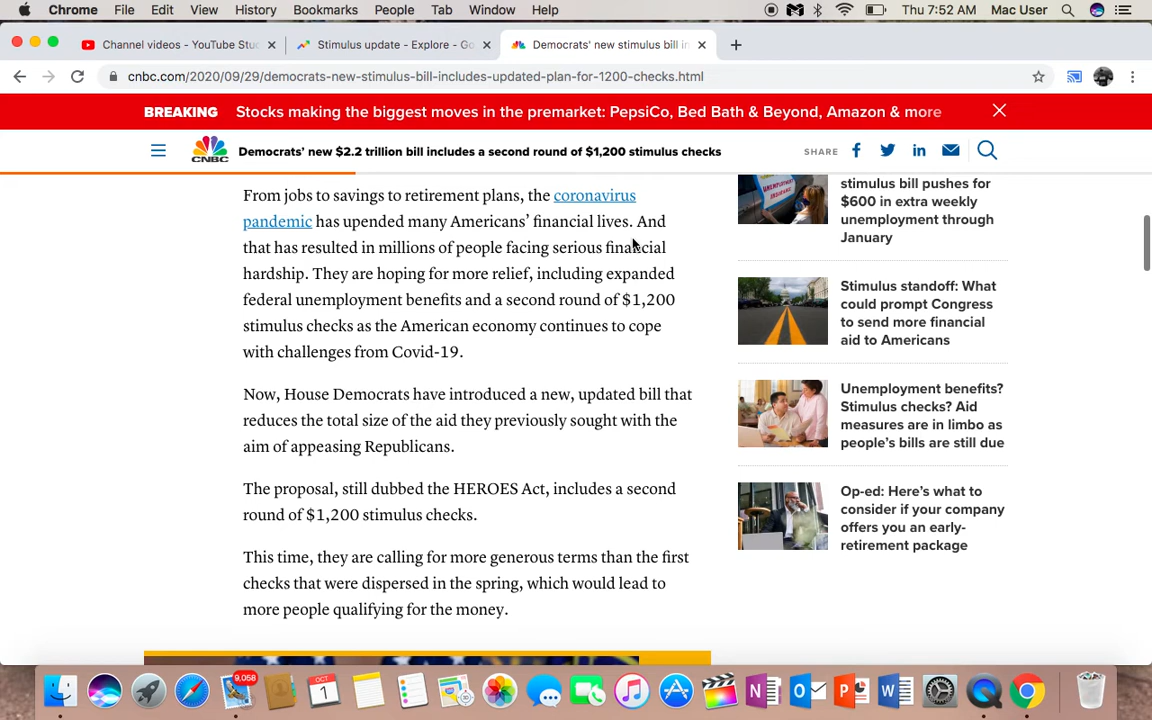 Chrome File Edit View History Bookmarks People Tab Window Help Thu 7:52 AM Mac User
Channel videos - YouTube Stu
Stimulus update - Explore - Go
Democrats' new stimulus bill in
cnbc.com/2020/09/29/democrats-new-stimulus-bill-includes-updated-plan-for-1200-checks.html
BREAKING Stocks making the biggest moves in the premarket: PepsiCo, Bed Bath & Beyond, Amazon & more
CNBC
Democrats' new $2.2 trillion bill includes a second round of $1,200 stimulus checks
SHARE
From jobs to savings to retirement plans, the coronavirus
pandemic has upended many Americans' financial lives. And
that has resulted in millions of people facing serious financial
hardship. They are hoping for more relief, including expanded
federal unemployment benefits and a second round of $1,200
stimulus checks as the American economy continues to cope
with challenges from Covid-19.
Now, House Democrats have introduced a new, updated bill that
reduces the total size of the aid they previously sought with the
aim of appeasing Republicans.
The proposal, still dubbed the HEROES Act, includes a second
round of $1,200 stimulus checks.
This time, they are calling for more generous terms than the first
checks that were dispersed in the spring, which would lead to
more people qualifying for the money.
stimulus bill pushes for
$600 in extra weekly
unemployment through
January
Stimulus standoff: What
could prompt Congress
to send more financial
aid to Americans
Unemployment benefits?
Stimulus checks? Aid
measures are in limbo as
people's bills are still due
Op-ed: Here's what to
consider if your company
offers you an early-
retirement package
9,058
1